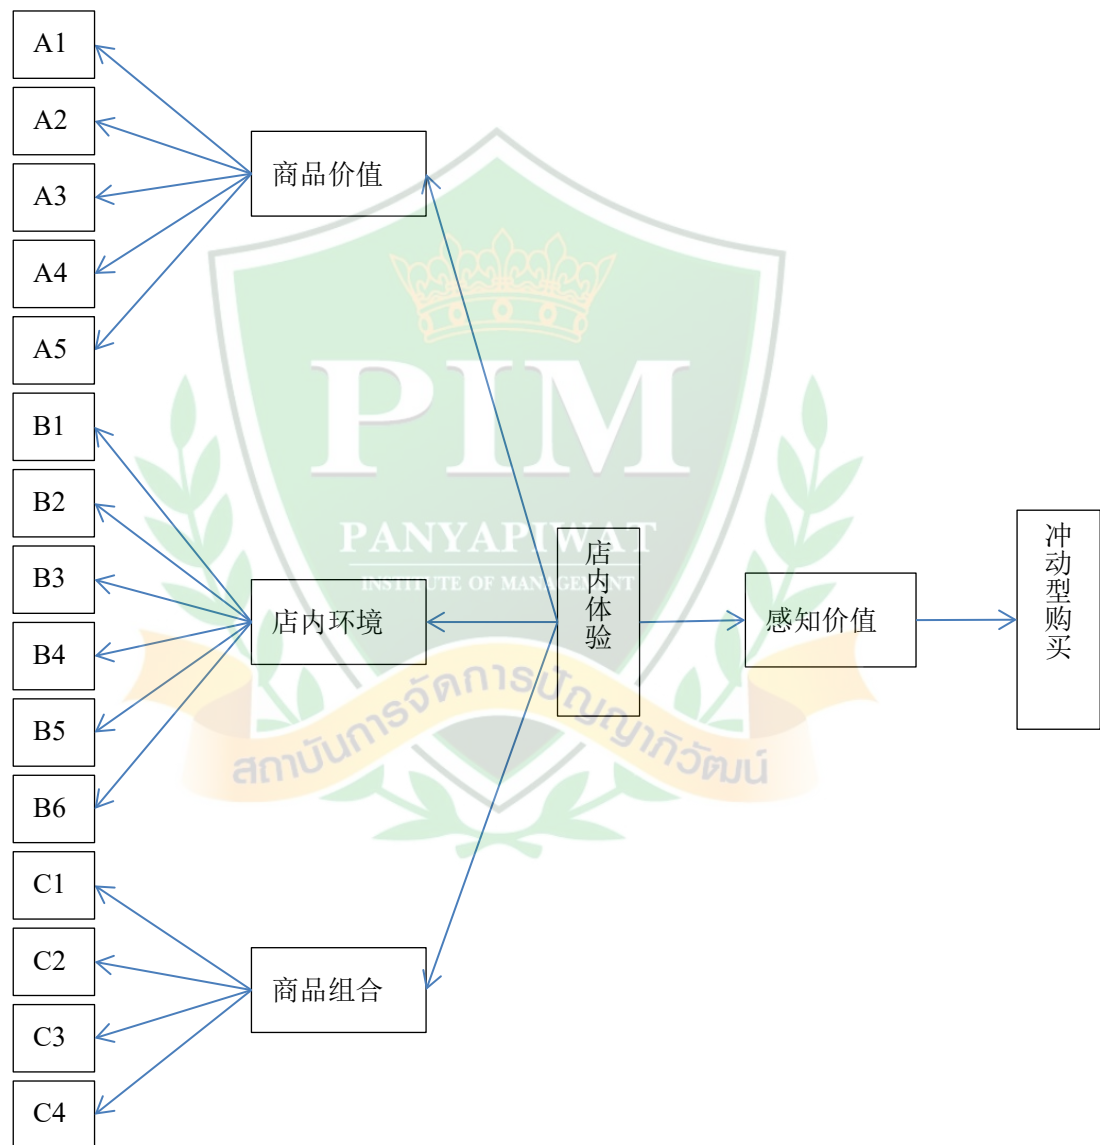 A1
A2
A3
A4
A5
B1
B2
B3
B4
B5
B6
C1
C2
C3
C4
商品价值
店内环境
商品组合
店内体验
感知价值
冲动型购买
PIM
PANYAPIWAT
INSTITUTE OF MANAGEMENT
สถาบันการจัดการปัญญาภิวัฒน์